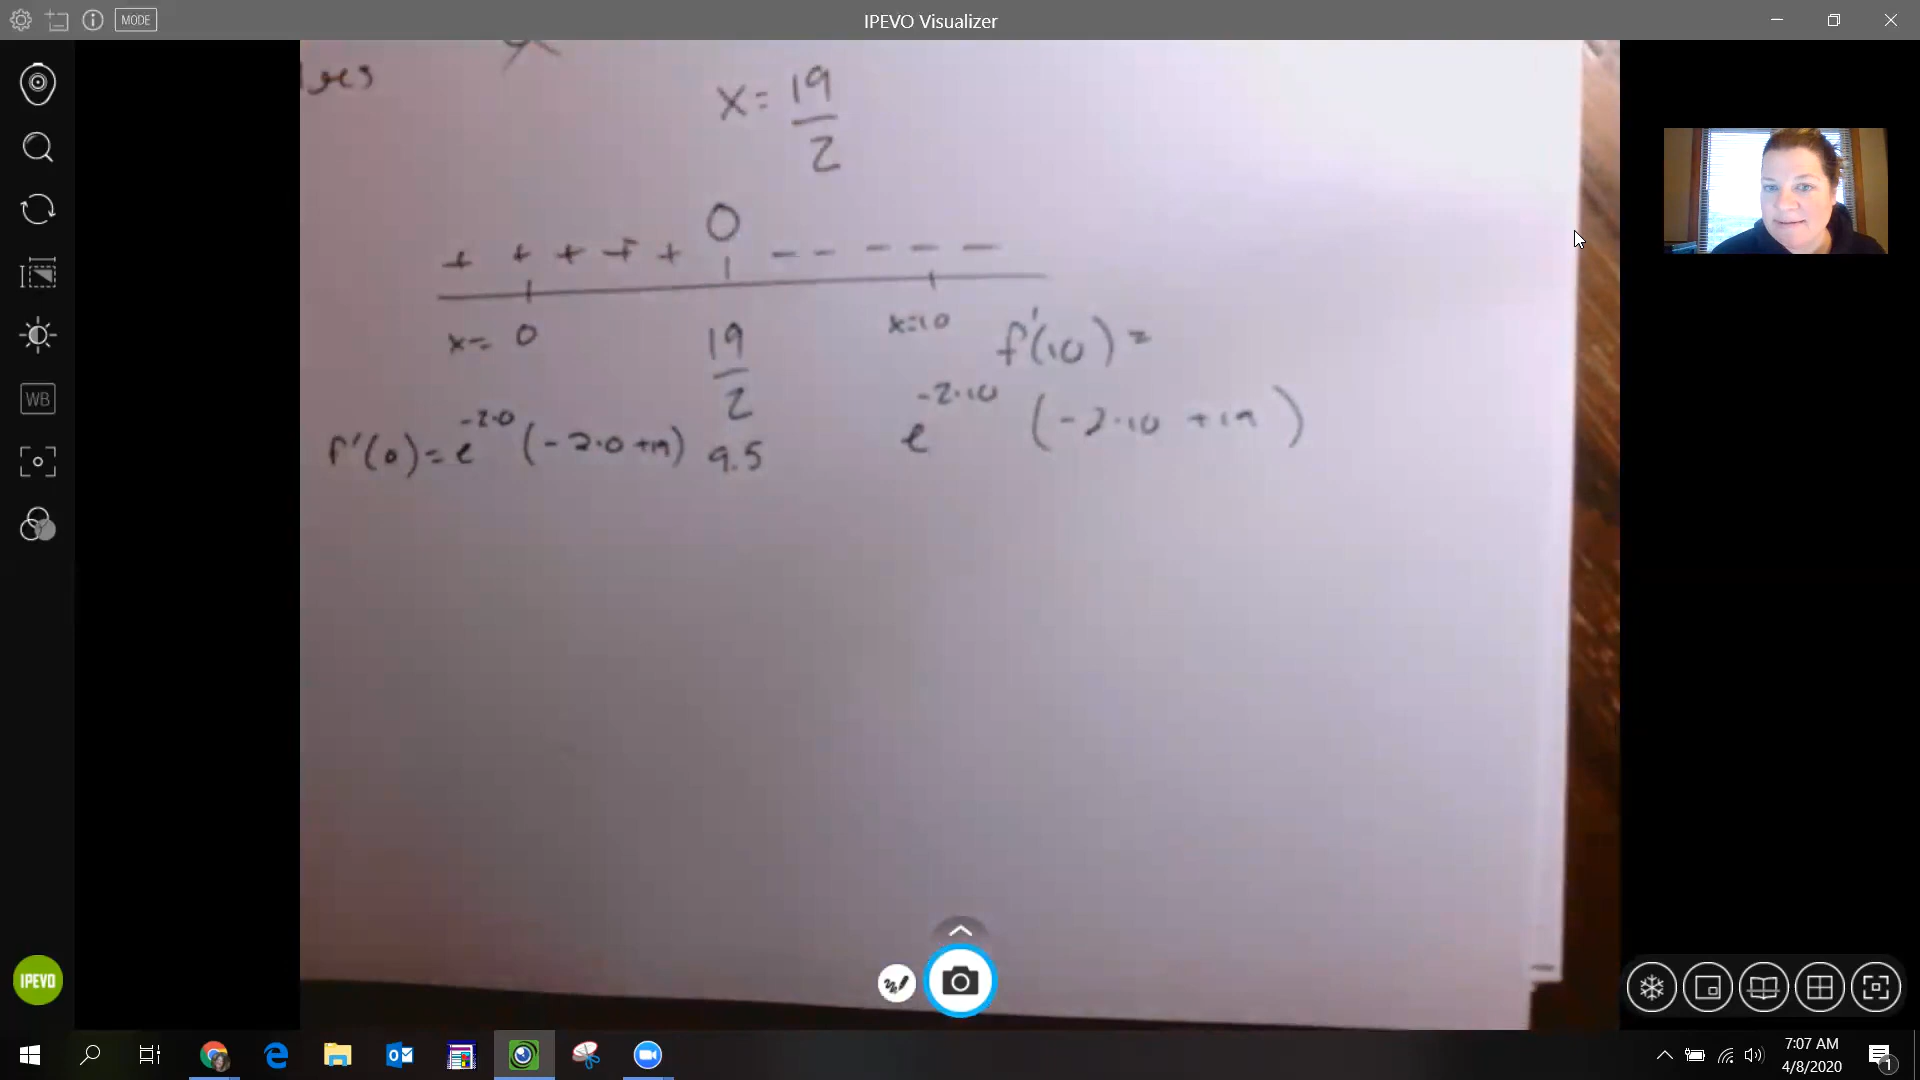 MODE
IPEVO Visualizer
x = 19/2
0
+ + + + + - - - - -
x = 0
19/2
x=10
f'(10) =
e^-2·10 (-2·10 +19)
f'(0) = e^-2·0 (-2·0 +19)
9.5
WB
IPEVO
7:07 AM
4/8/2020
1